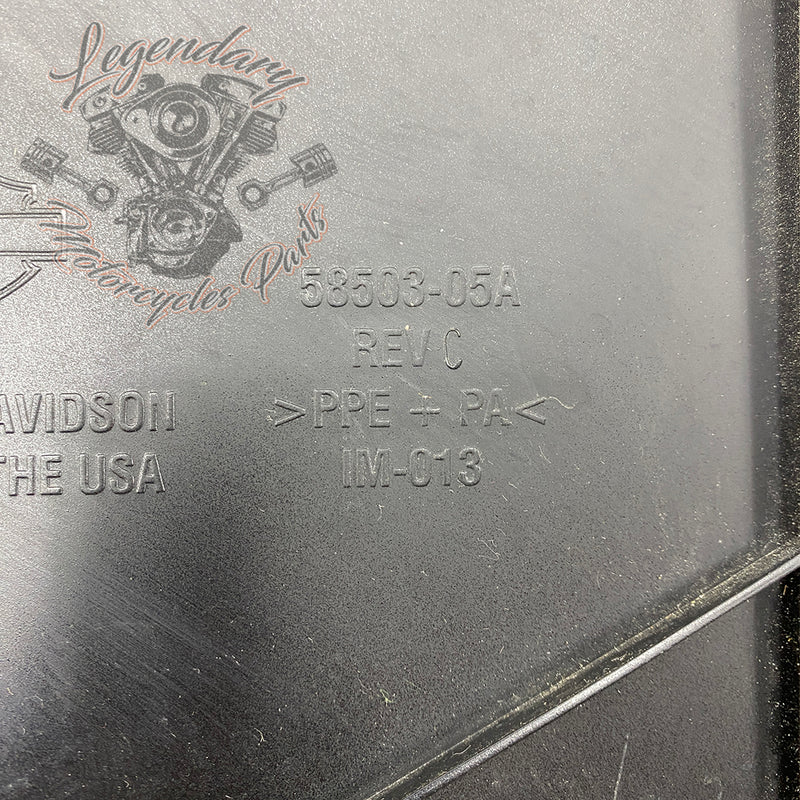 Legendary
Motorcycles Parts
58503-05A
REV C
AVIDSON >PPE + PA<
THE USA IM-013